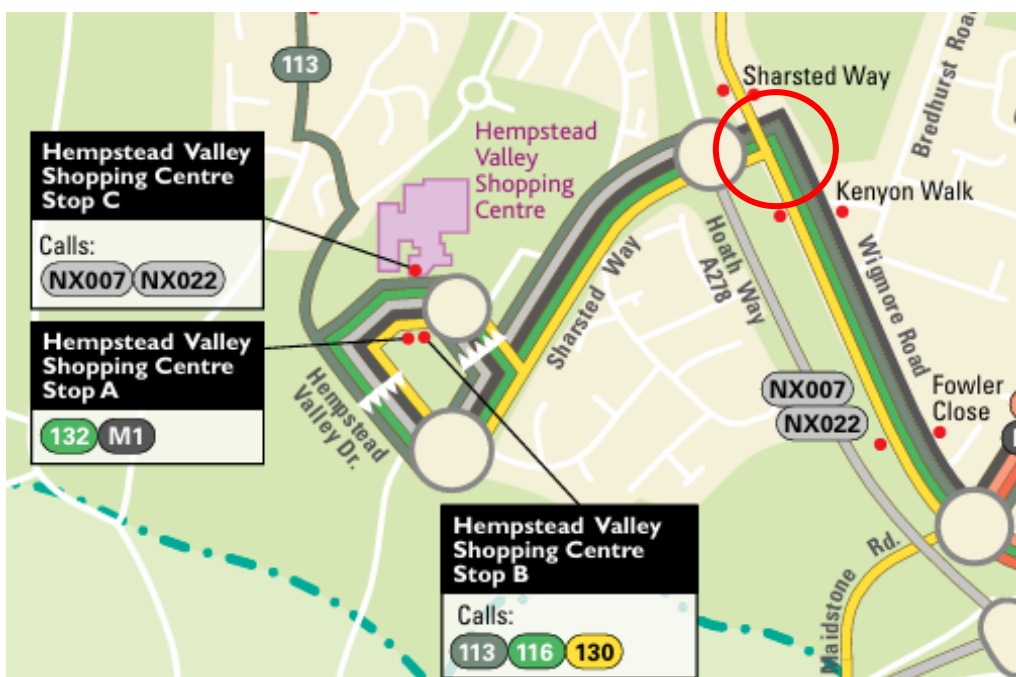 113
Sharsted Way
Bredhurst Road
Hempstead
Valley
Shopping
Centre
Hempstead Valley
Shopping Centre
Stop C
Calls:
NX007 NX022
Kenyon Walk
Hoath Way
A278
Wigmore Road
Sharsted Way
Hempstead Valley
Shopping Centre
Stop A
132 M1
Hempstead
Valley Dr.
NX007
NX022
Fowler
Close
Hempstead Valley
Shopping Centre
Stop B
Calls:
113 116 130
Maidstone Rd.